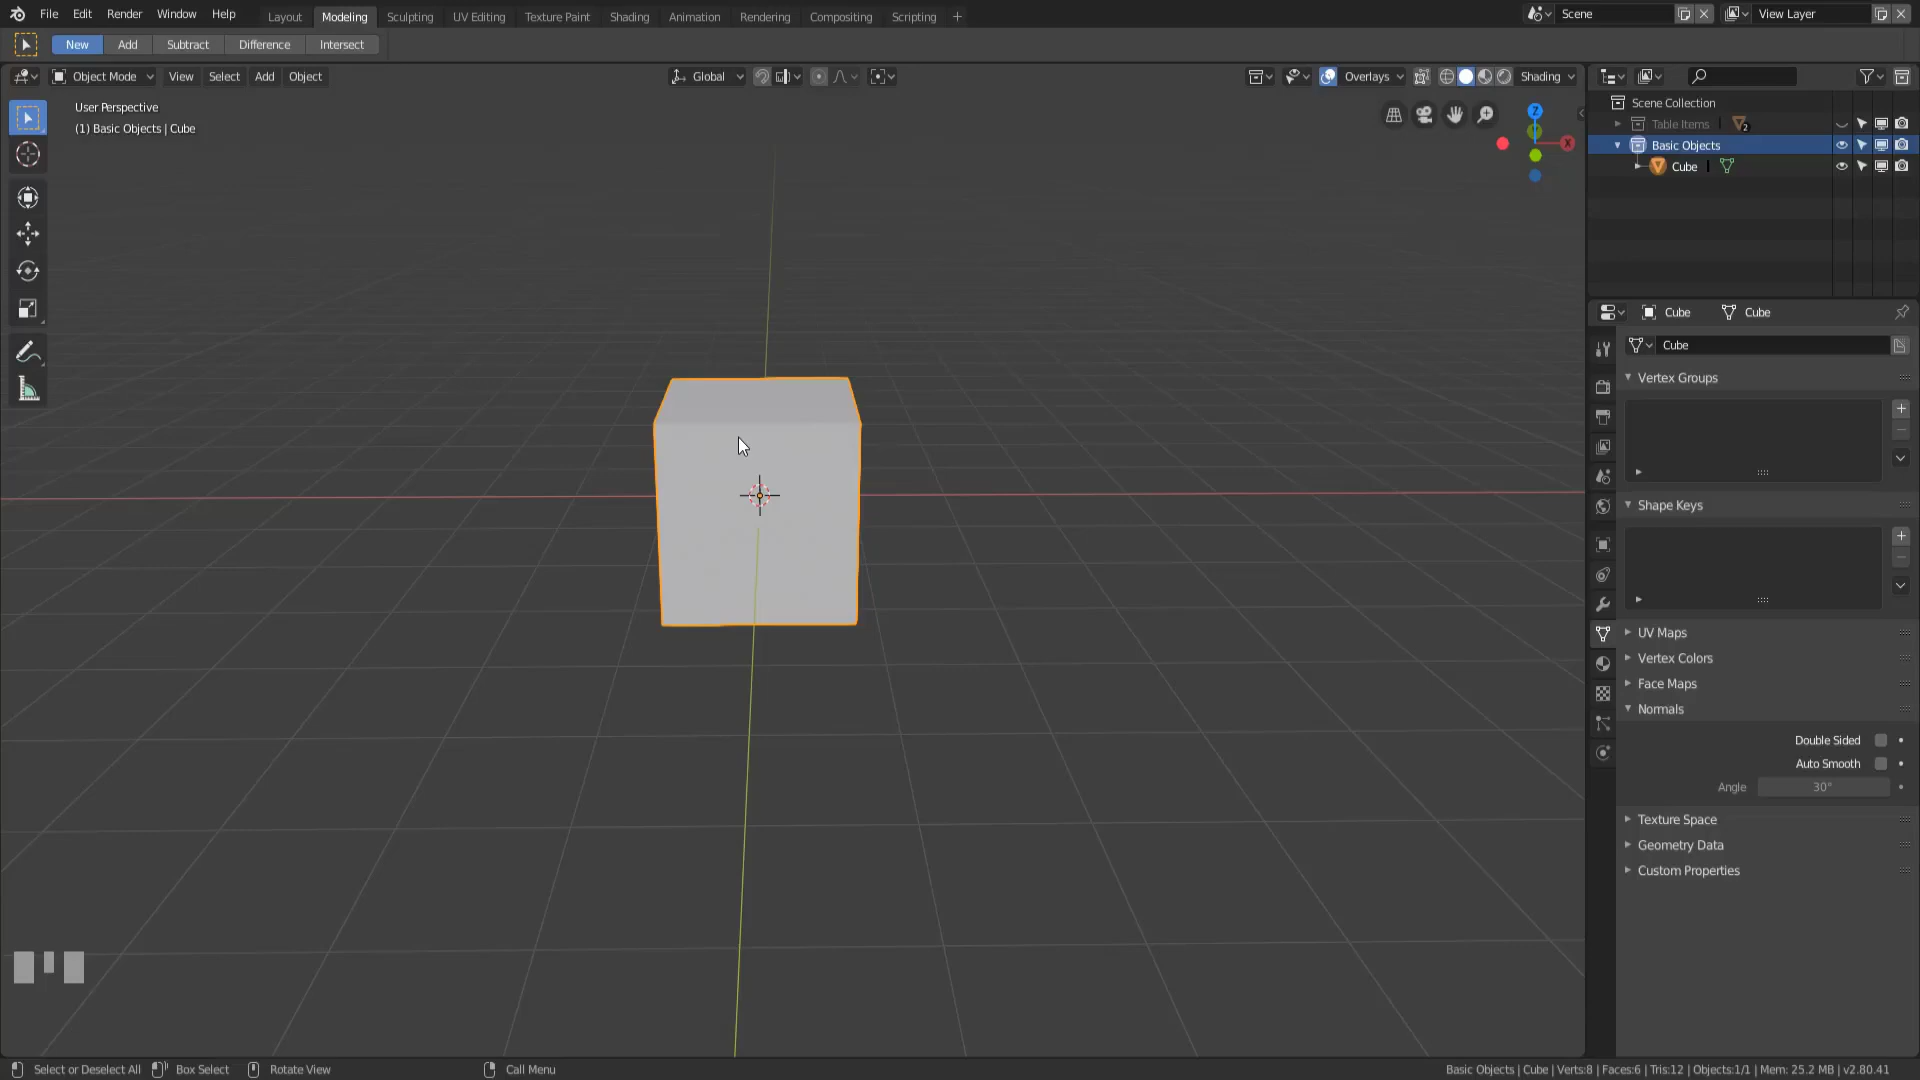 File Edit Render Window Help Layout Modeling Sculpting UV Editing Texture Paint Shading Animation Rendering Compositing Scripting + Scene View Layer
New Add Subtract Difference Intersect
Object Mode View Select Add Object Global Overlays Shading
User Perspective
(1) Basic Objects | Cube
Z
X
Scene Collection
Table Items 2
Basic Objects
Cube
Cube Cube
Cube
Vertex Groups
Shape Keys
UV Maps
Vertex Colors
Face Maps
Normals
Double Sided
Auto Smooth
Angle 30°
Texture Space
Geometry Data
Custom Properties
Select or Deselect All Box Select Rotate View Call Menu Basic Objects | Cube | Verts:8 | Faces:6 | Tris:12 | Objects:1/1 | Mem: 25.2 MB | v2.80.41